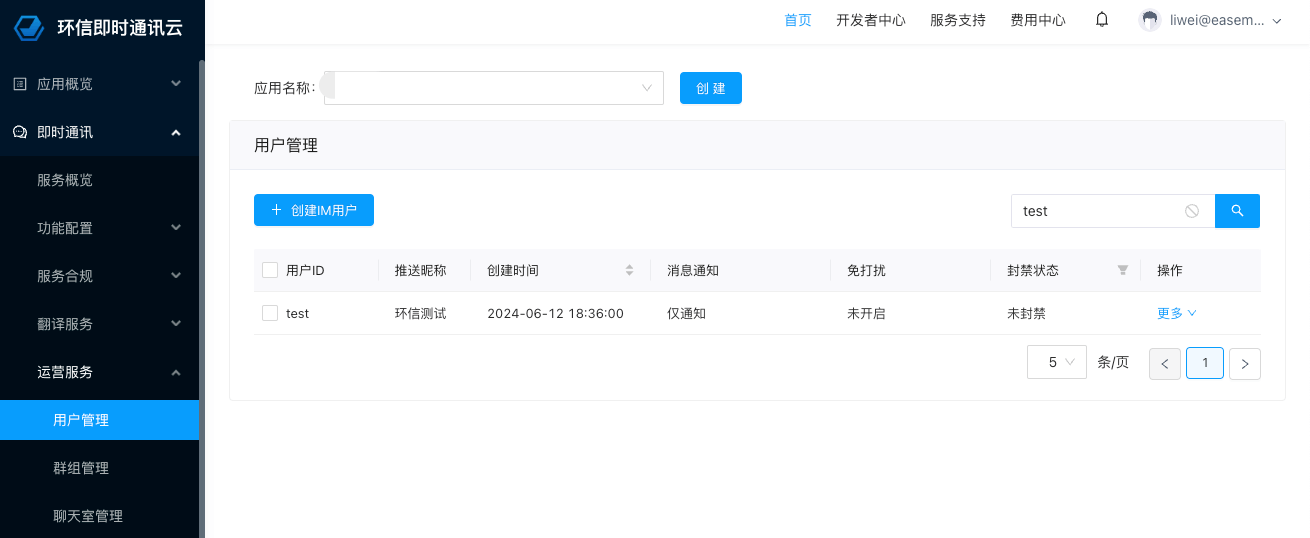 环信即时通讯云
首页 开发者中心 服务支持 费用中心 liwei@easem...
应用概览
即时通讯
服务概览
功能配置
服务合规
翻译服务
运营服务
用户管理
群组管理
聊天室管理
应用名称:
创 建
用户管理
+ 创建IM用户
test
用户ID 推送昵称 创建时间 消息通知 免打扰 封禁状态 操作
test 环信测试 2024-06-12 18:36:00 仅通知 未开启 未封禁 更多
5 条/页 < 1 >